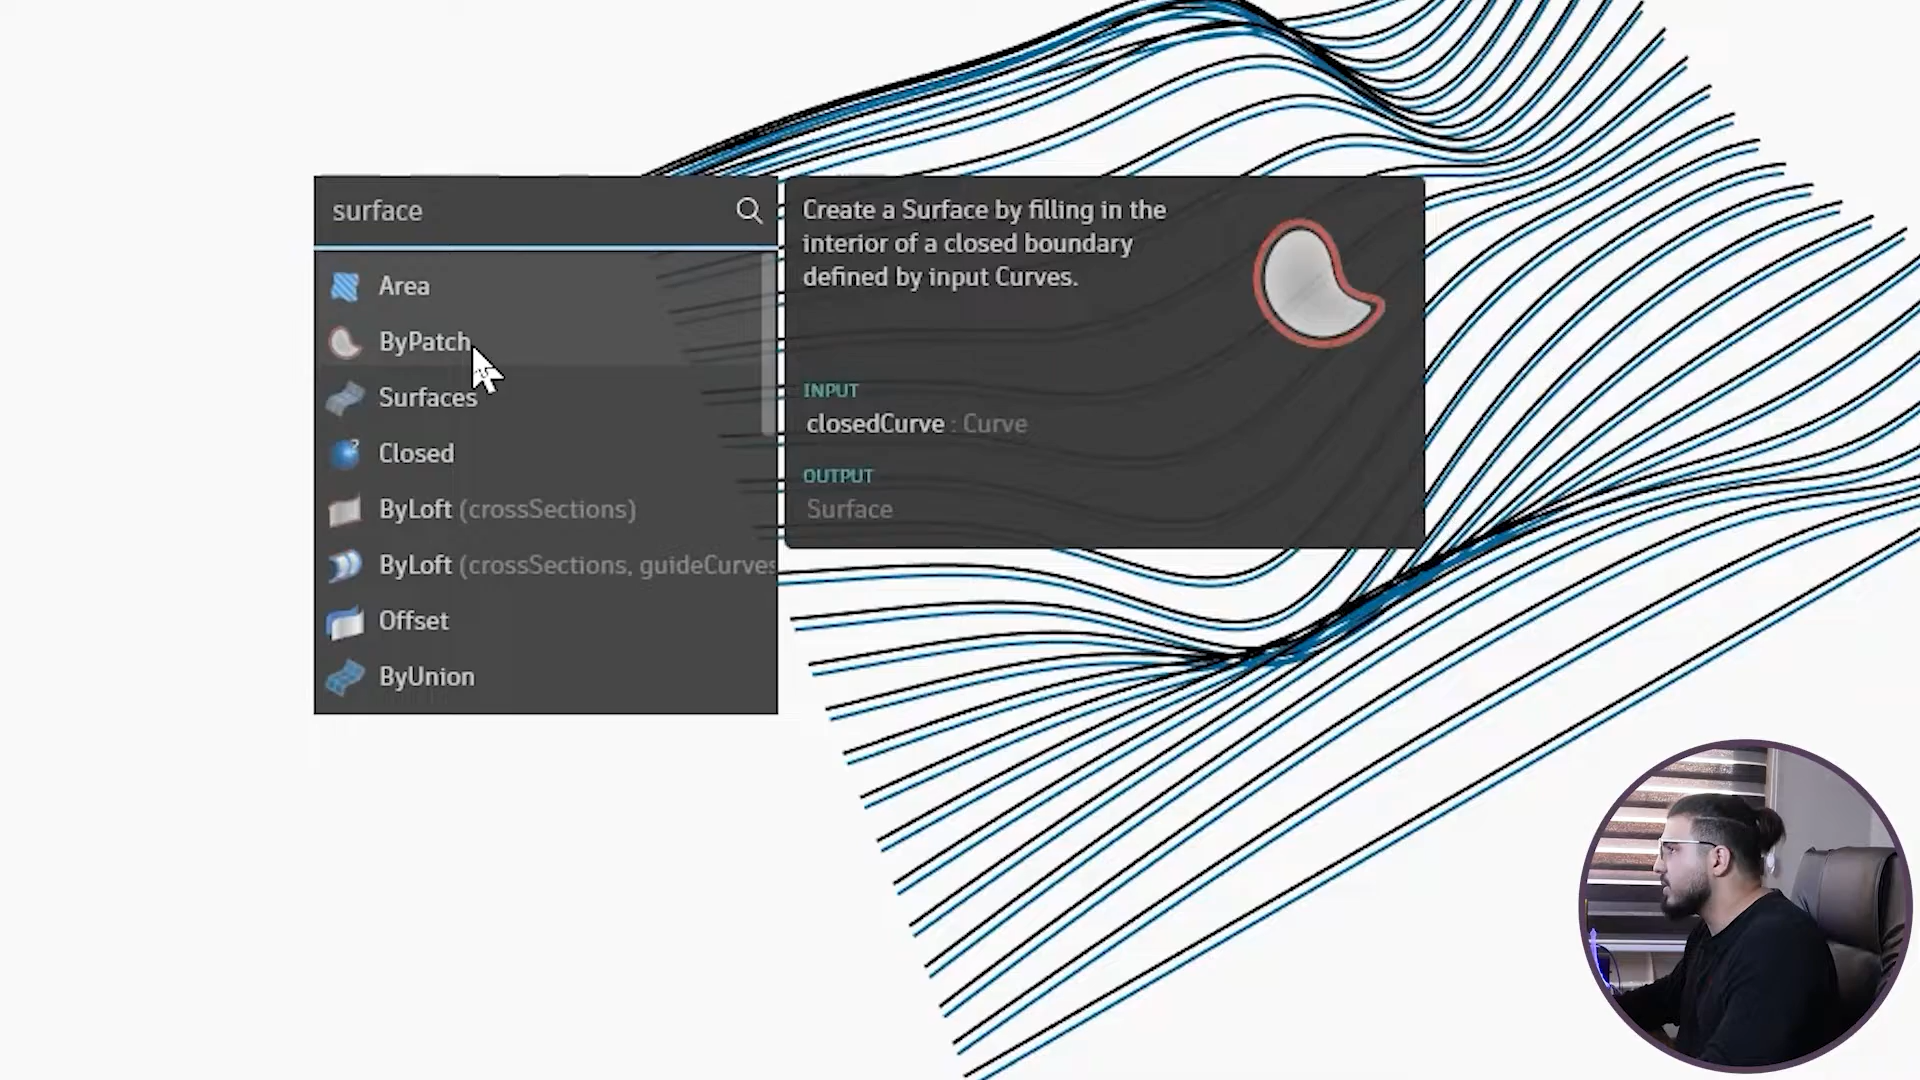 surface
Area
ByPatch
Surfaces
Closed
ByLoft (crossSections)
ByLoft (crossSections, guideCurves
Offset
ByUnion
Create a Surface by filling in the
interior of a closed boundary
defined by input Curves.
INPUT
closedCurve : Curve
OUTPUT
Surface